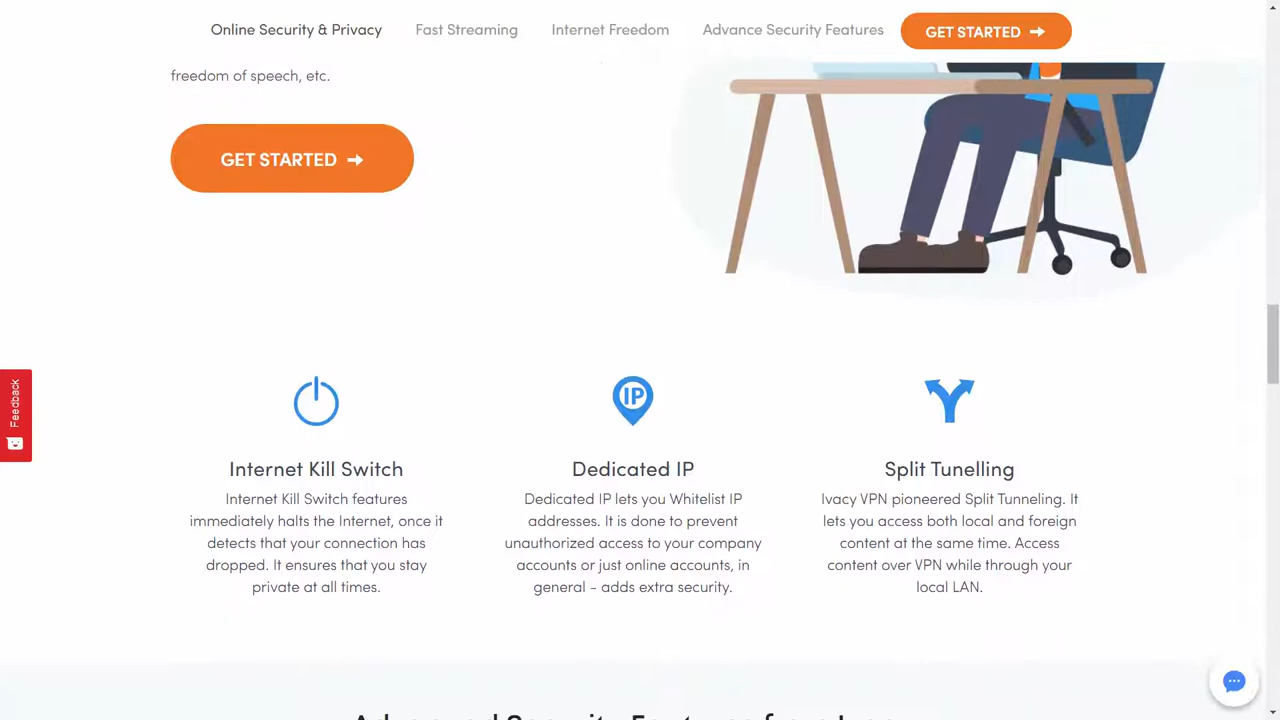 Online Security & Privacy
Fast Streaming
Internet Freedom
Advance Security Features
GET STARTED
freedom of speech, etc.
GET STARTED
Feedback
IP
Internet Kill Switch
Internet Kill Switch features
immediately halts the Internet, once it
detects that your connection has
dropped. It ensures that you stay
private at all times.
Dedicated IP
Dedicated IP lets you Whitelist IP
addresses. It is done to prevent
unauthorized access to your company
accounts or just online accounts, in
general - adds extra security.
Split Tunelling
Ivacy VPN pioneered Split Tunneling. It
lets you access both local and foreign
content at the same time. Access
content over VPN while through your
local LAN.